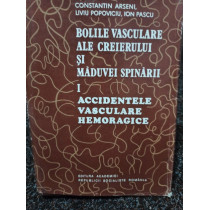 CONSTANTIN ARSENI,
LIVIU POPOVICIU, ION PASCU
BOLILE VASCULARE
ALE CREIERULUI
ȘI
MĂDUVEI SPINĂRII
I
ACCIDENTELE
VASCULARE
HEMORAGICE
EDITURA ACADEMIEI
REPUBLICII SOCIALISTE ROMÂNIA